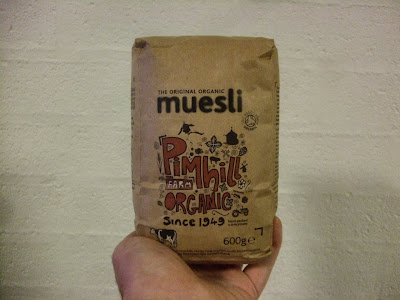 THE ORIGINAL ORGANIC
muesli
Pimhill
FARM
ORGANIC
Since 1949
600g e